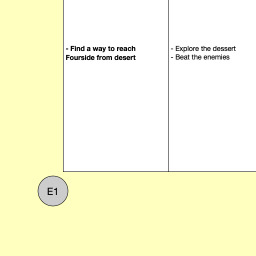 - Find a way to reach
Fourside from desert
- Explore the dessert
- Beat the enemies
E1